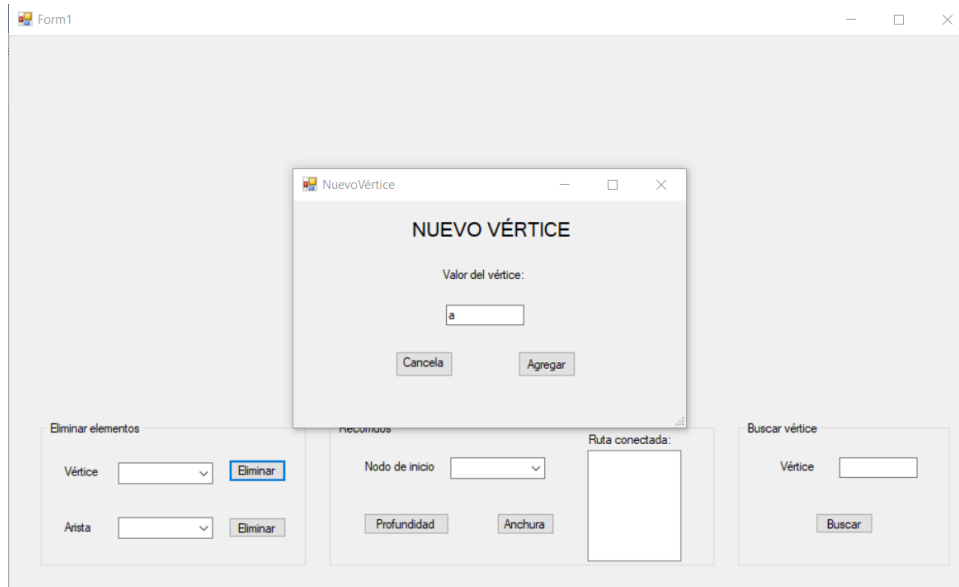 Form1
NuevoVértice
NUEVO VÉRTICE
Valor del vértice:
a
Cancela
Agregar
Eliminar elementos
Vértice
Eliminar
Arista
Eliminar
Recorridos
Nodo de inicio
Profundidad
Anchura
Ruta conectada:
Buscar vértice
Vértice
Buscar